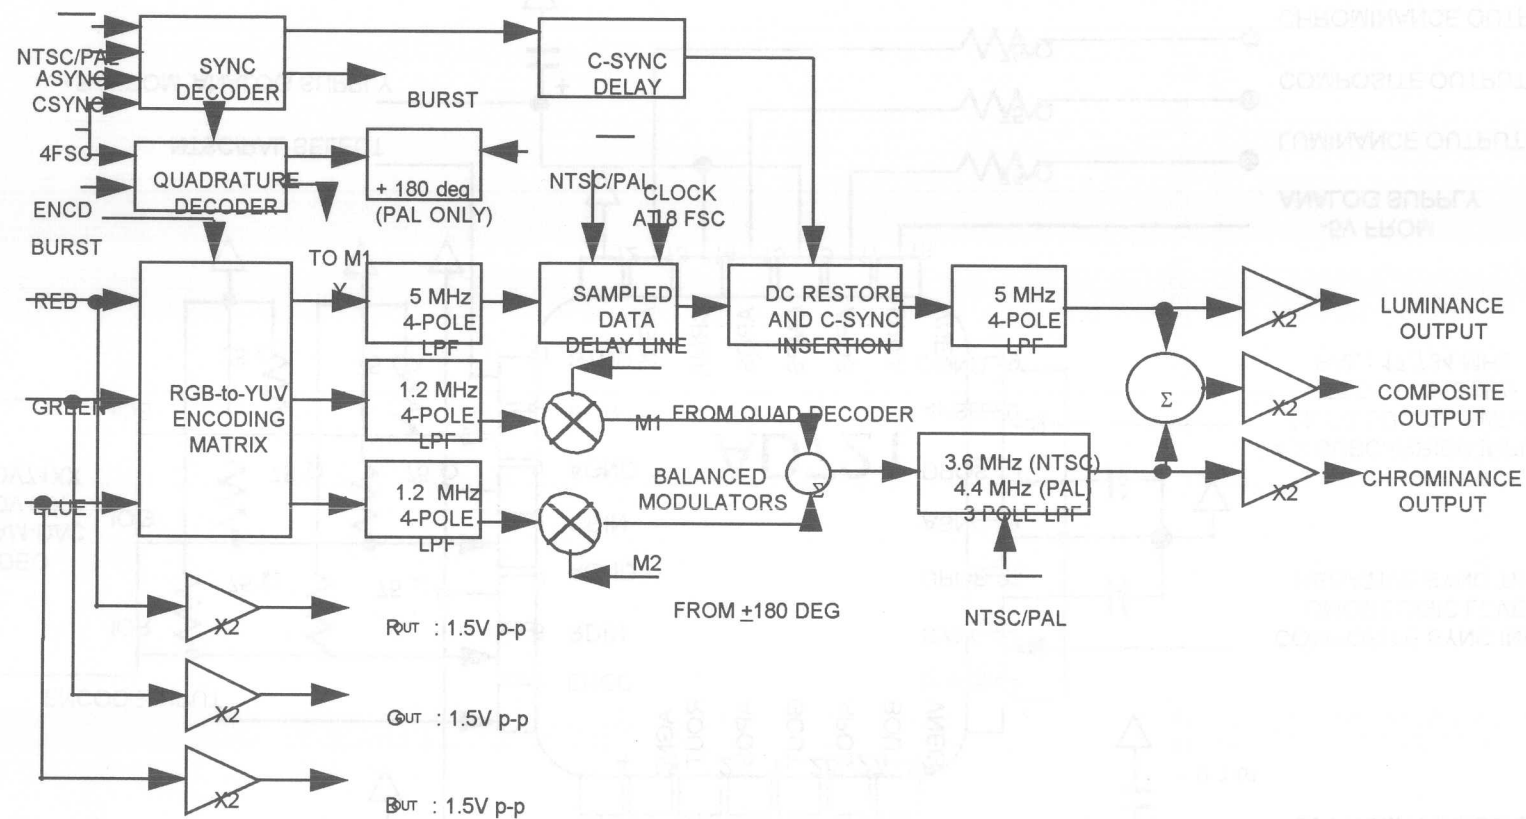 NTSC/PAL
ASYNC
CSYNC
SYNC
DECODER
C-SYNC
DELAY
BURST
4FSC
QUADRATURE
DECODER
+ 180 deg
(PAL ONLY)
NTSC/PAL
CLOCK
AT 8 FSC
ENCD
BURST
TO M1
Y
RED
GREEN
BLUE
RGB-to-YUV
ENCODING
MATRIX
5 MHz
4-POLE
LPF
SAMPLED
DATA
DELAY LINE
DC RESTORE
AND C-SYNC
INSERTION
5 MHz
4-POLE
LPF
X2
LUMINANCE
OUTPUT
1.2 MHz
4-POLE
LPF
M1
FROM QUAD DECODER
Σ
X2
COMPOSITE
OUTPUT
1.2 MHz
4-POLE
LPF
BALANCED
MODULATORS
Σ
3.6 MHz (NTSC)
4.4 MHz (PAL)
3 POLE LPF
X2
CHROMINANCE
OUTPUT
M2
FROM ±180 DEG
NTSC/PAL
X2
ROUT : 1.5V p-p
X2
GOUT : 1.5V p-p
X2
BOUT : 1.5V p-p